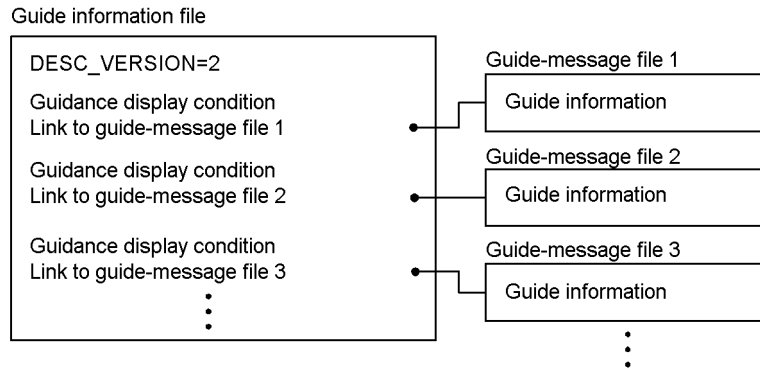 Guide information file
DESC_VERSION=2
Guidance display condition
Link to guide-message file 1
Guidance display condition
Link to guide-message file 2
Guidance display condition
Link to guide-message file 3
Guide-message file 1
Guide information
Guide-message file 2
Guide information
Guide-message file 3
Guide information